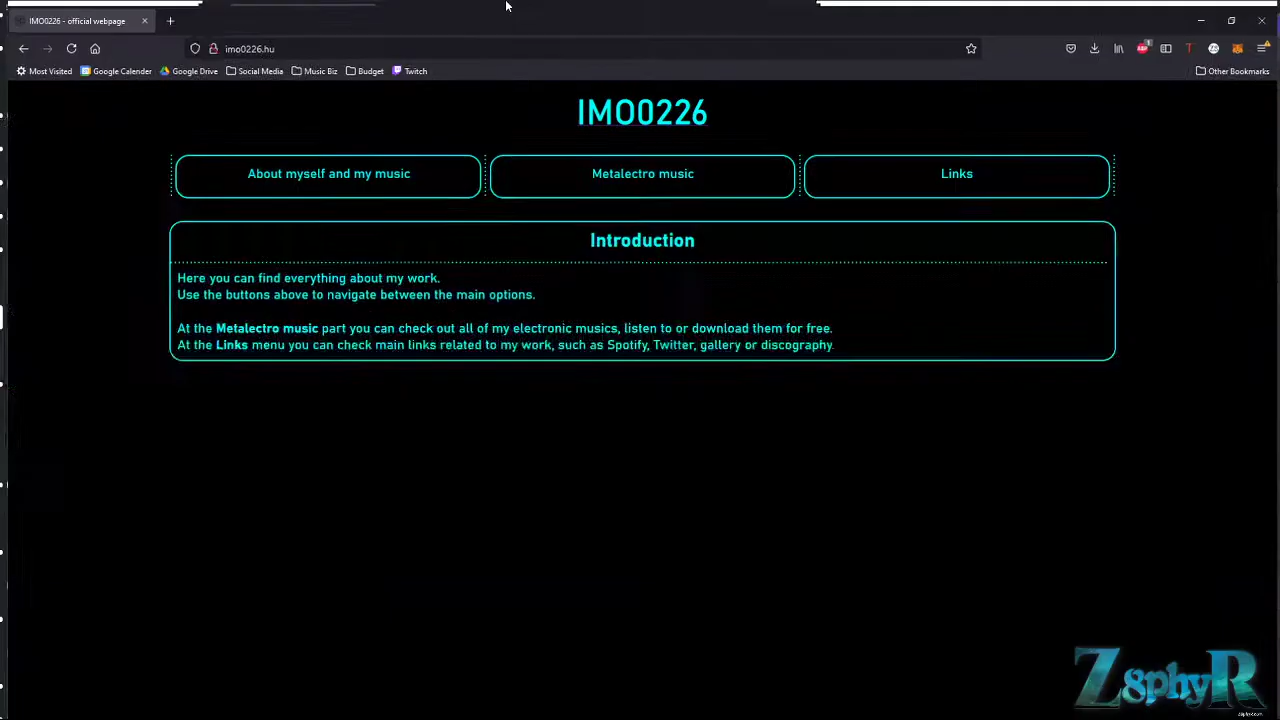 IMO0226 - official webpage
imo0226.hu
Most Visited
Google Calender
Google Drive
Social Media
Music Biz
Budget
Twitch
Other Bookmarks
IMO0226
About myself and my music
Metalectro music
Links
Introduction
Here you can find everything about my work.
Use the buttons above to navigate between the main options.
At the Metalectro music part you can check out all of my electronic musics, listen to or download them for free.
At the Links menu you can check main links related to my work, such as Spotify, Twitter, gallery or discography.
Z8phyR